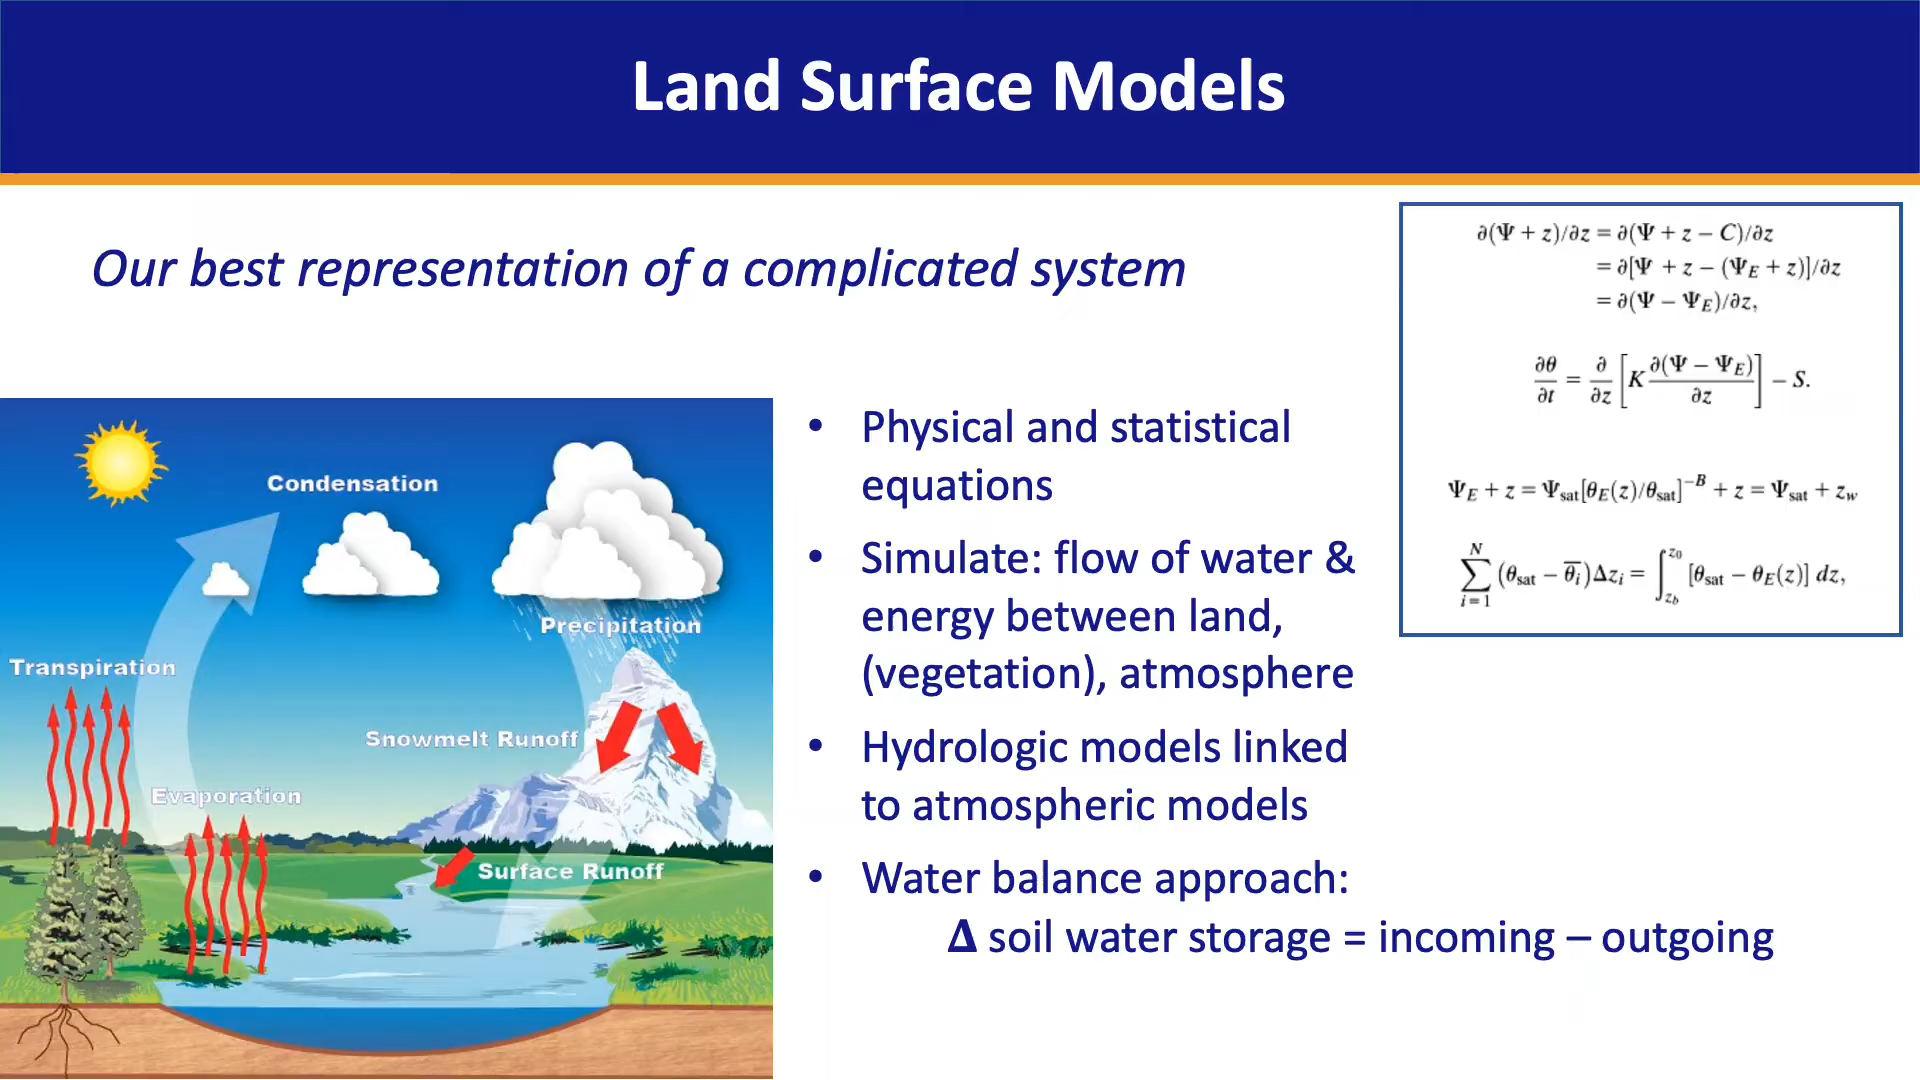 Land Surface Models
Our best representation of a complicated system
∂(Ψ + z)/∂z = ∂(Ψ + z − C)/∂z
= ∂[Ψ + z − (Ψ_E + z)]/∂z
= ∂(Ψ − Ψ_E)/∂z,
∂θ/∂t = ∂/∂z [K ∂(Ψ − Ψ_E)/∂z] − S.
Ψ_E + z = Ψ_sat[θ_E(z)/θ_sat]^−B + z = Ψ_sat + z_w
∑_{i=1}^{N} (θ_sat − θ̅_i)Δz_i = ∫_{z_b}^{z_0} [θ_sat − θ_E(z)] dz,
Condensation
Precipitation
Transpiration
Snowmelt Runoff
Evaporation
Surface Runoff
• Physical and statistical
equations
• Simulate: flow of water &
energy between land,
(vegetation), atmosphere
• Hydrologic models linked
to atmospheric models
• Water balance approach:
Δ soil water storage = incoming – outgoing